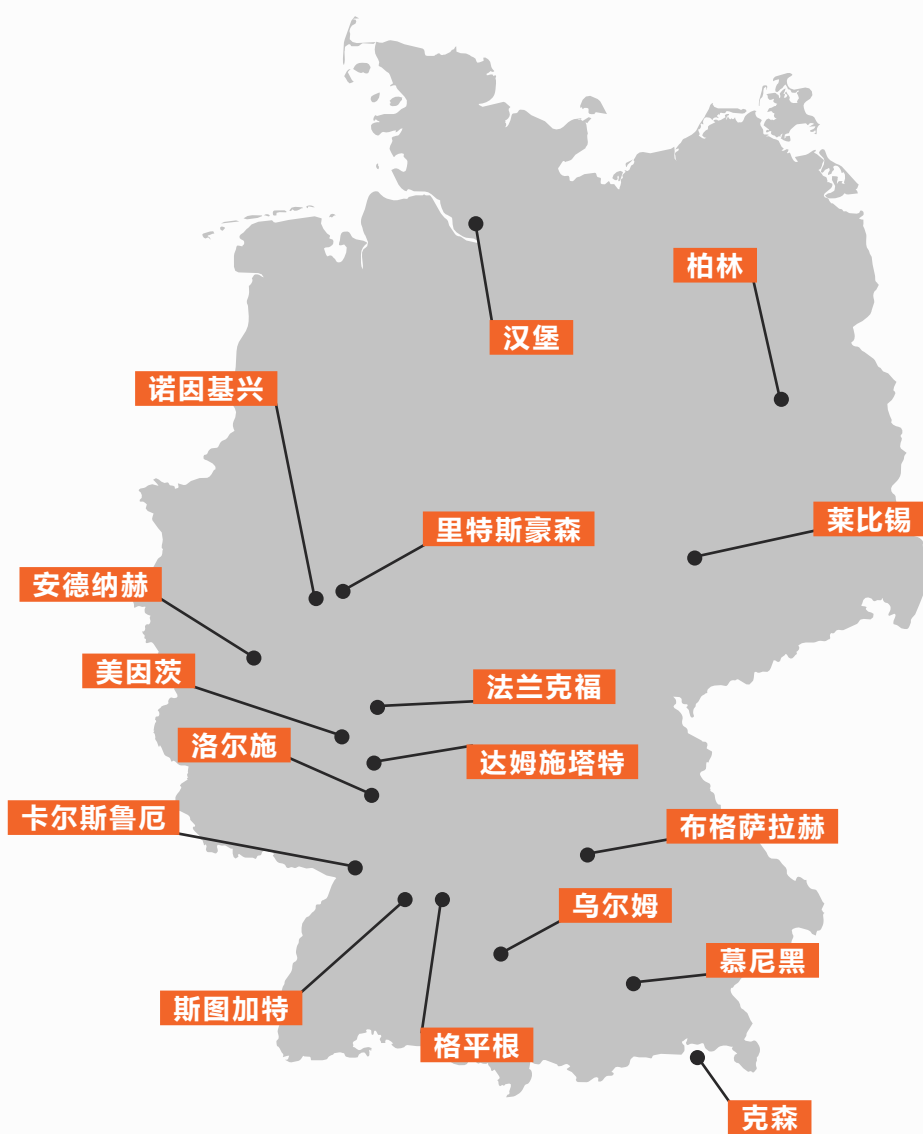 柏林
汉堡
诺因基兴
莱比锡
里特斯豪森
安德纳赫
美因茨
法兰克福
洛尔施
达姆施塔特
卡尔斯鲁厄
布格萨拉赫
乌尔姆
慕尼黑
斯图加特
格平根
克森